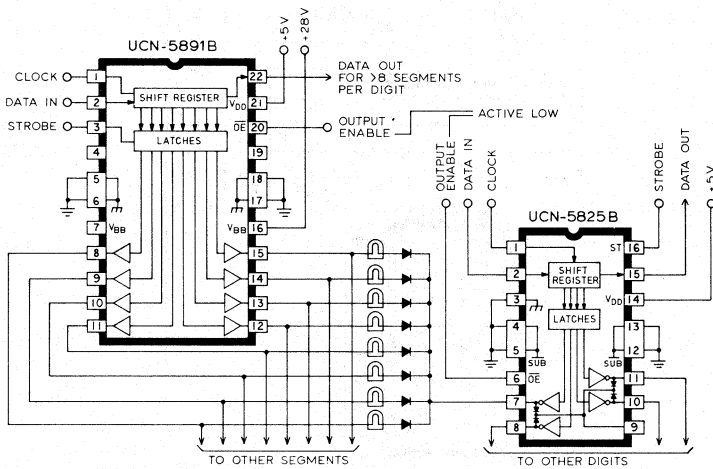 UCN-5891B
+5V
+28V
CLOCK
DATA IN
STROBE
1
2
3
4
5
6
7
8
9
10
11
22
21
20
19
18
17
16
15
14
13
12
SHIFT REGISTER
LATCHES
VDD
OE
VBB
VBB
DATA OUT
FOR >8 SEGMENTS
PER DIGIT
OUTPUT
ENABLE
ACTIVE LOW
OUTPUT
ENABLE
DATA IN
CLOCK
STROBE
DATA OUT
+5V
UCN-5825B
1
2
3
4
5
6
7
8
16
15
14
13
12
11
10
9
ST
SHIFT
REGISTER
VDD
LATCHES
SUB
SUB
OE
TO OTHER SEGMENTS
TO OTHER DIGITS